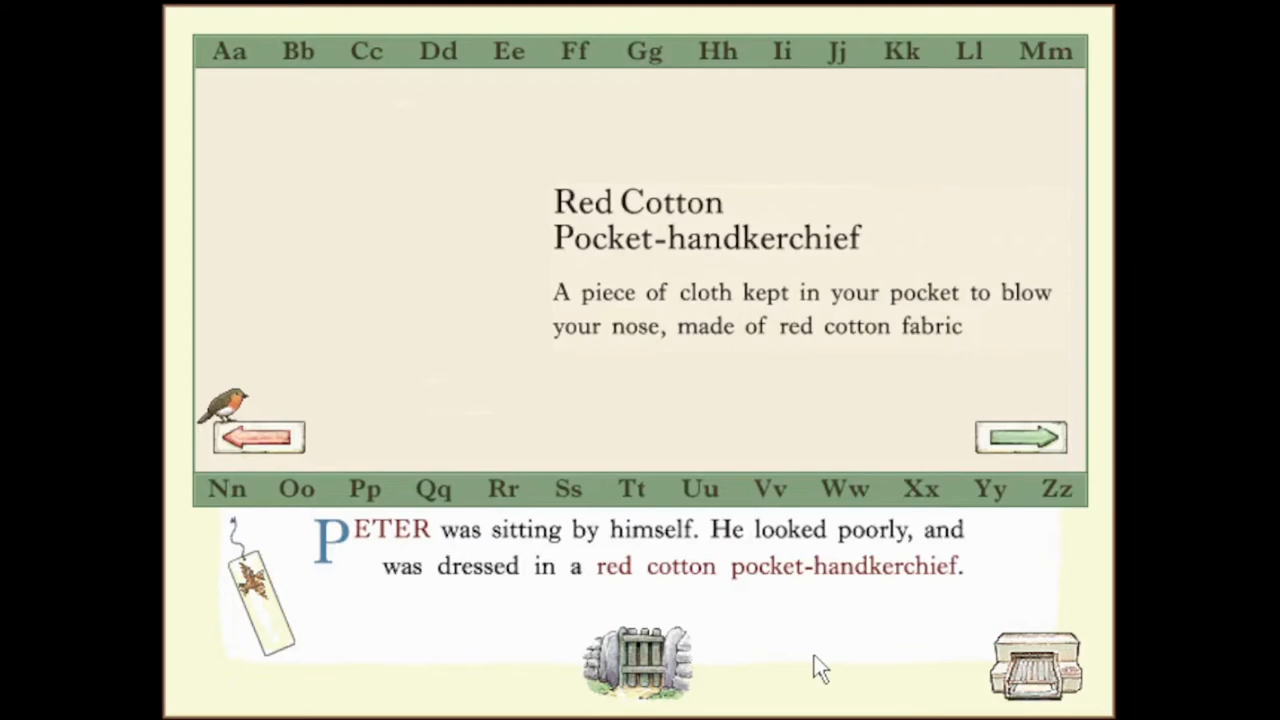 Aa Bb Cc Dd Ee Ff Gg Hh Ii Jj Kk Ll Mm
Red Cotton
Pocket-handkerchief
A piece of cloth kept in your pocket to blow
your nose, made of red cotton fabric
Nn Oo Pp Qq Rr Ss Tt Uu Vv Ww Xx Yy Zz
PETER was sitting by himself. He looked poorly, and
was dressed in a red cotton pocket-handkerchief.